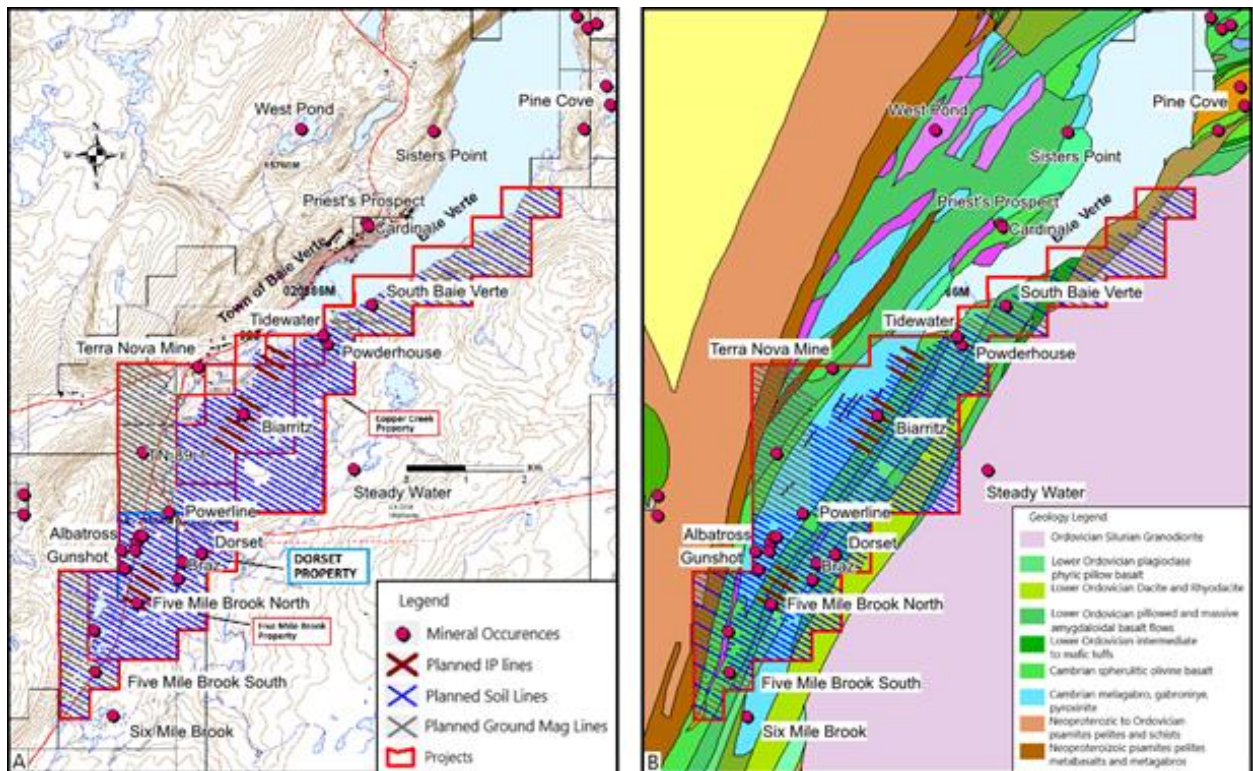 West Pond
Pine Cove
Sisters Point
Priest's Prospect
Cardinale
Baie Verte
Town of Baie Verte
South Baie Verte
Tidewater
Terra Nova Mine
Powderhouse
Copper Creek
Property
Biarritz
Steady Water
Powerline
Albatross
Dorset
Gunshot
DORSET
PROPERTY
Braz
Five Mile Brook North
Five Mile Brook
Property
Five Mile Brook South
Six Mile Brook
W
E
Legend
Mineral Occurences
Planned IP lines
Planned Soil Lines
Planned Ground Mag Lines
Projects
A
West Pond
Pine Cove
Sisters Point
Priest's Prospect
Cardinale
Baie Verte
South Baie Verte
Tidewater
Terra Nova Mine
Powderhouse
Biarritz
Steady Water
Powerline
Albatross
Dorset
Gunshot
Braz
Five Mile Brook North
Five Mile Brook South
Six Mile Brook
Geology Legend
Ordovician Silurian Granodiorite
Lower Ordovician plagioclase
phyric pillow basalt
Lower Ordovician Dacite and Rhyodacite
Lower Ordovician pillowed and massive
amygdaloidal basalt flows
Lower Ordovician intermediate
to mafic tuffs
Cambrian spherulitic olivine basalt
Cambrian melagabro,
pyroxinite
Neoproterozic to Ordovician
psamites pelites and schists
Neoproteroizoic psamites pelites
metabasalts and metagabros
B